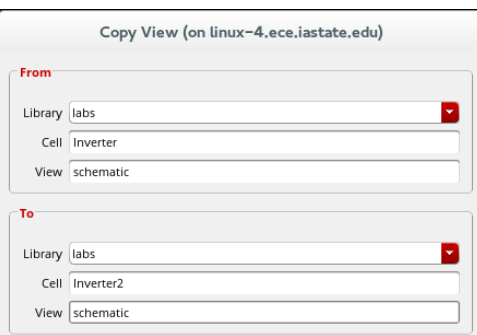 Copy View (on linux-4.ece.iastate.edu)
From
Library labs
Cell Inverter
View schematic
To
Library labs
Cell Inverter2
View schematic